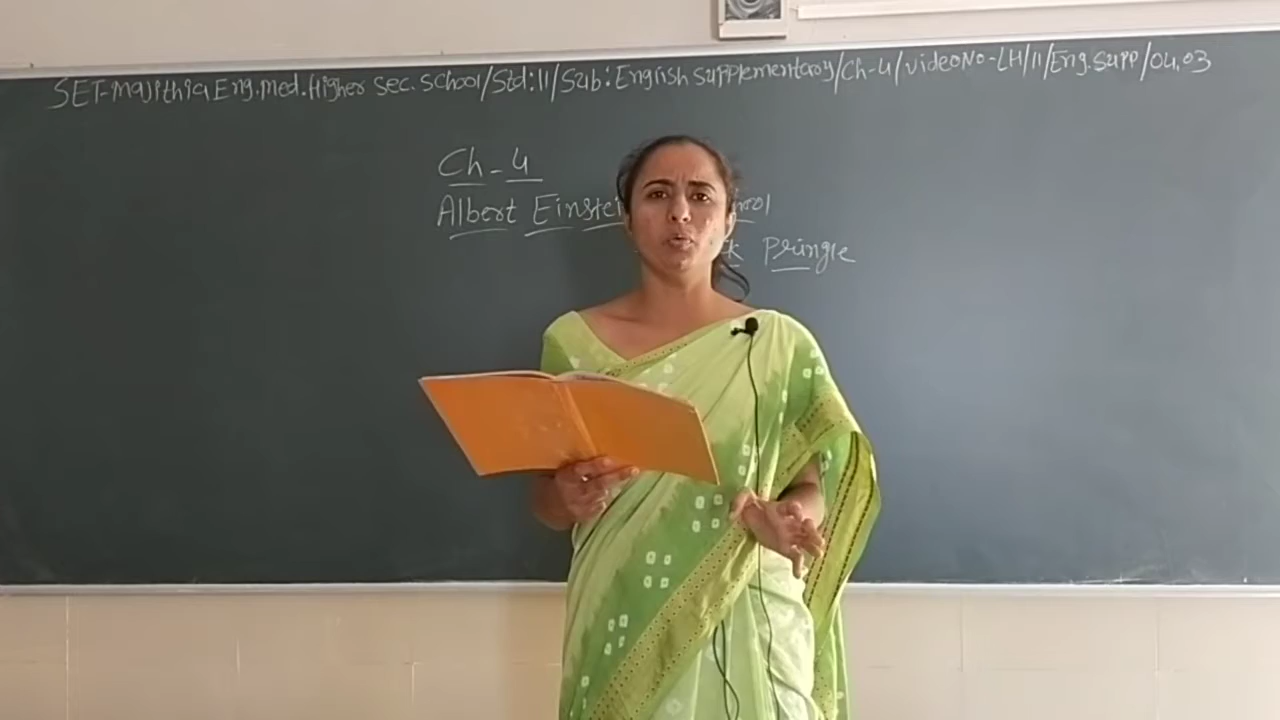 SET-Majithia Eng.med.Higher sec.school/Std:11/Sub:English supplementary/Ch-4/videoNo-LH/11/Eng.supp/04.03
Ch-4
Albert
Pringle